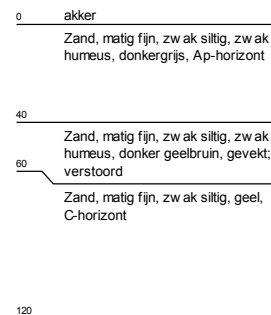 0 akker
Zand, matig fijn, zwak siltig, zwak
humeus, donkergrijs, Ap-horizont
40
Zand, matig fijn, zwak siltig, zwak
humeus, donker geelbruin, gevekt;
60 verstoord
Zand, matig fijn, zwak siltig, geel,
C-horizont
120